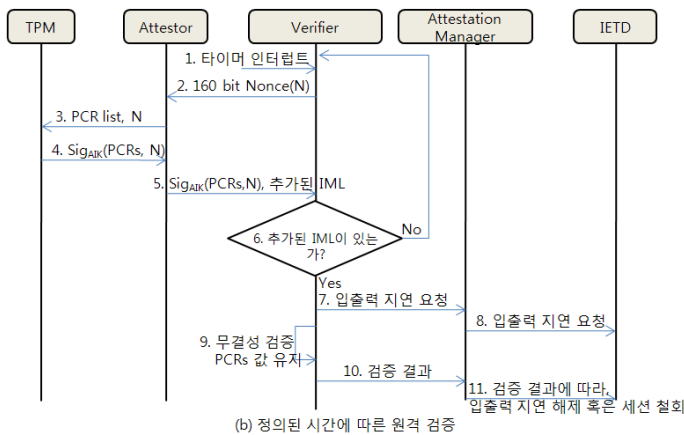 TPM
Attestor
Verifier
Attestation
Manager
IETD
1. 타이머 인터럽트
2. 160 bit Nonce(N)
3. PCR list, N
4. SigAIK(PCRs, N)
5. SigAIK(PCRs,N), 추가된 IML
6. 추가된 IML이 있는
가?
No
Yes
7. 입출력 지연 요청
8. 입출력 지연 요청
9. 무결성 검증
PCRs 값 유지
10. 검증 결과
11. 검증 결과에 따라,
입출력 지연 해제 혹은 세션 철회
(b) 정의된 시간에 따른 원격 검증